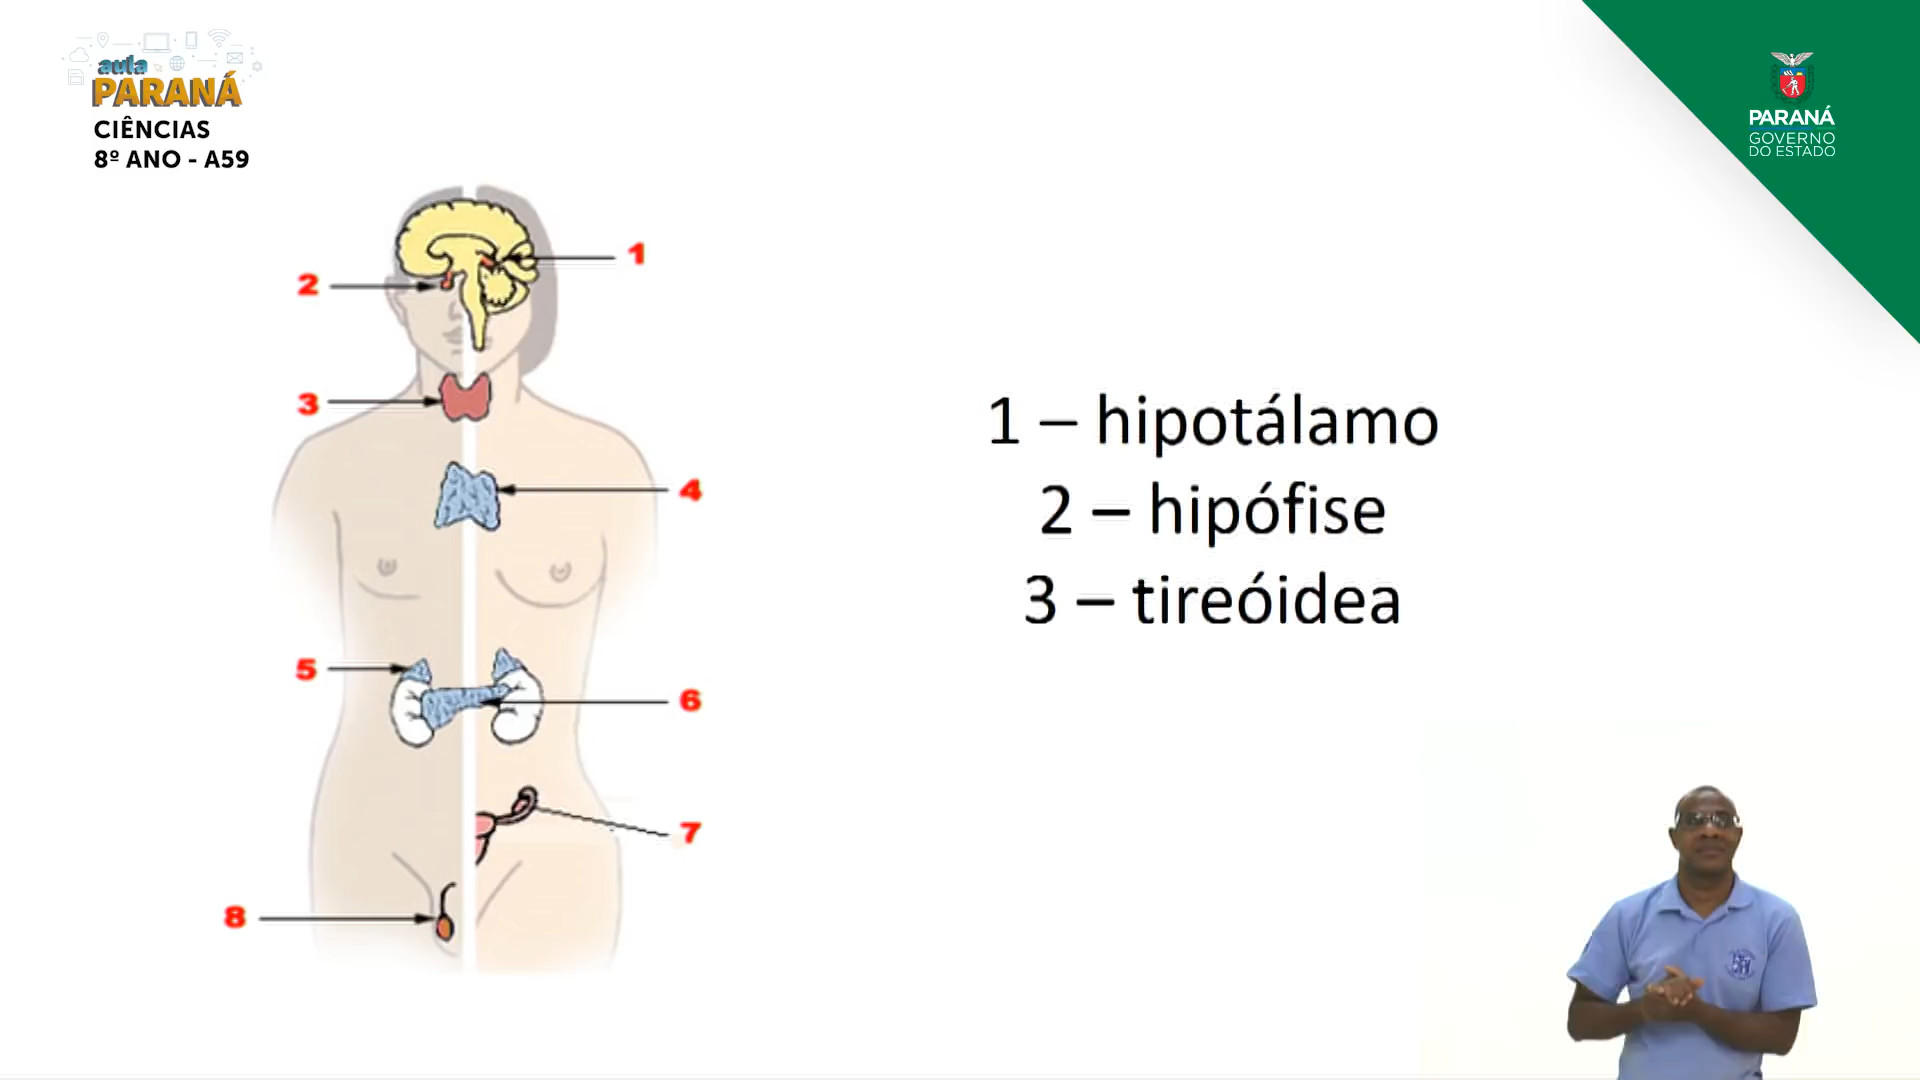 aula
PARANÁ
CIÊNCIAS
8º ANO - A59
PARANÁ
GOVERNO
DO ESTADO
1
2
3
4
5
6
7
8
1 – hipotálamo
2 – hipófise
3 – tireóidea